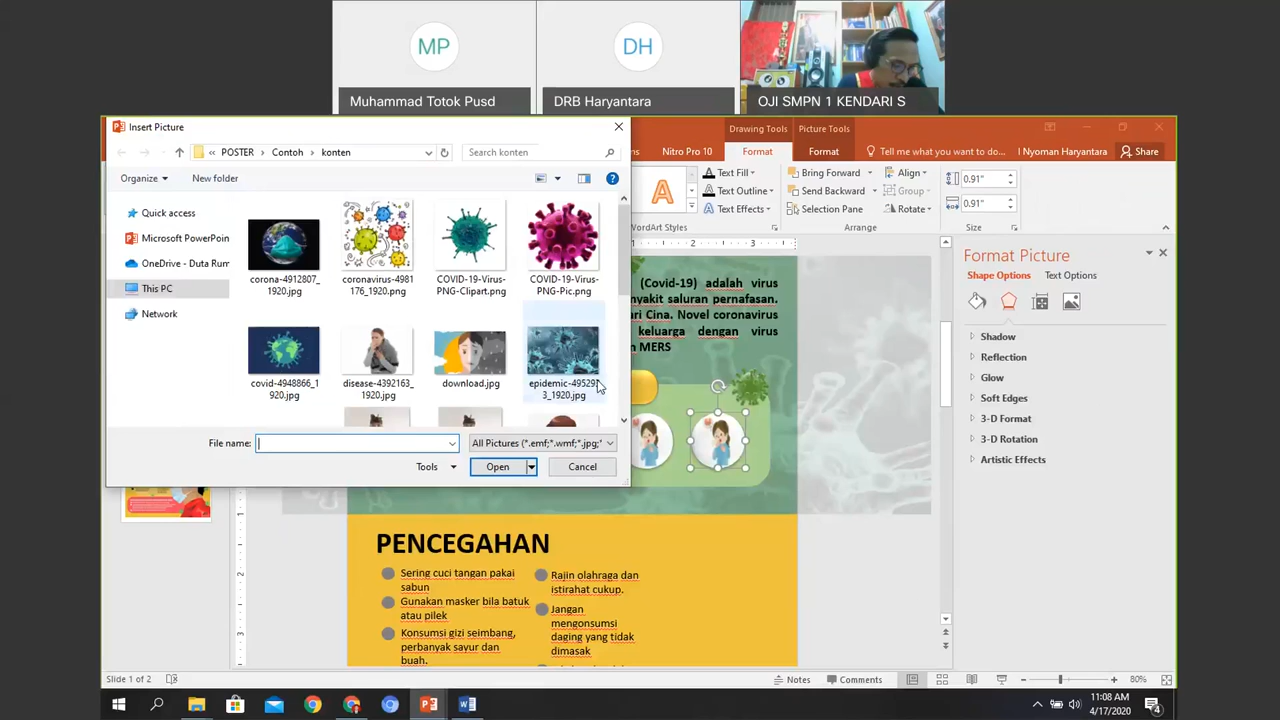 MP
DH
Muhammad Totok Pusd
DRB Haryantara
OJI SMPN 1 KENDARI S
Insert Picture
POSTER
Contoh
konten
Search konten
Organize
New folder
Quick access
Microsoft PowerPoin
OneDrive - Duta Rum
This PC
Network
corona-4912807_
1920.jpg
coronavirus-4981
176_1920.png
COVID-19-Virus-
PNG-Clipart.png
COVID-19-Virus-
PNG-Pic.png
covid-4948866_1
920.jpg
disease-4392163_
1920.jpg
download.jpg
epidemic-49529
3_1920.jpg
File name:
All Pictures (*.emf;*.wmf;*.jpg;*
Tools
Open
Cancel
Drawing Tools
Picture Tools
Nitro Pro 10
Format
Format
Tell me what you want to do...
I Nyoman Haryantara
Share
Text Fill
Text Outline
Text Effects
WordArt Styles
Bring Forward
Send Backward
Selection Pane
Align
Group
Rotate
Arrange
0.91"
0.91"
Size
1
2
3
(Covid-19) adalah virus
nyakit saluran pernafasan.
ari Cina. Novel coronavirus
keluarga dengan virus
n MERS
PENCEGAHAN
Sering cuci tangan pakai
sabun
Gunakan masker bila batuk
atau pilek
Konsumsi gizi seimbang,
perbanyak sayur dan
buah.
Rajin olahraga dan
istirahat cukup.
Jangan
mengonsumsi
daging yang tidak
dimasak
1
2
3
Format Picture
Shape Options
Text Options
Shadow
Reflection
Glow
Soft Edges
3-D Format
3-D Rotation
Artistic Effects
Slide 1 of 2
Notes
Comments
80%
11:08 AM
4/17/2020
4